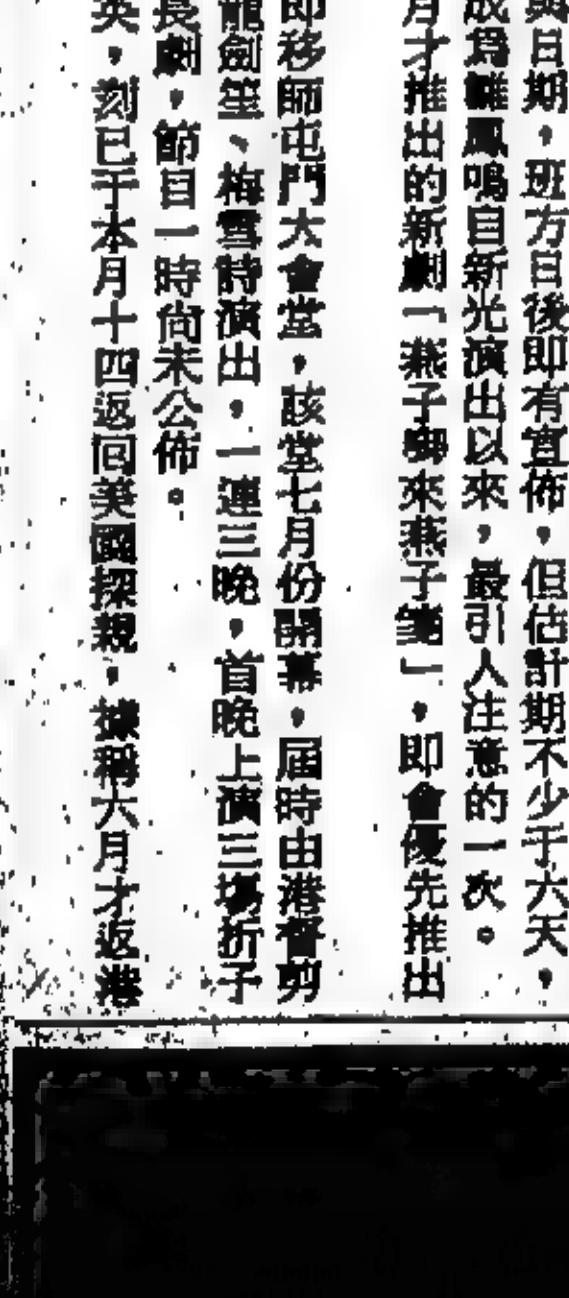 與日期，班方日後即有宣佈，但估計期不少于六天，
成爲雛鳳鳴自新光演出以來，最引人注意的一次。
月才推出的新劇「燕子啣來燕子箋」，即會優先推出
即移師屯門大會堂，該堂七月份開幕，屆時由港督剪
龍劍笙、梅雪詩演出，一連三晚，首晚上演三場折子
長劇，節目一時尚未公佈。
英，刻已于本月十四返回英國探親，據稱六月才返港